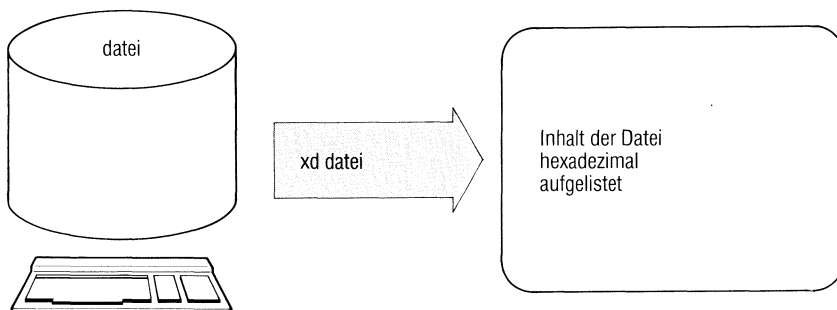 datei
xd datei
Inhalt der Datei
hexadezimal
aufgelistet